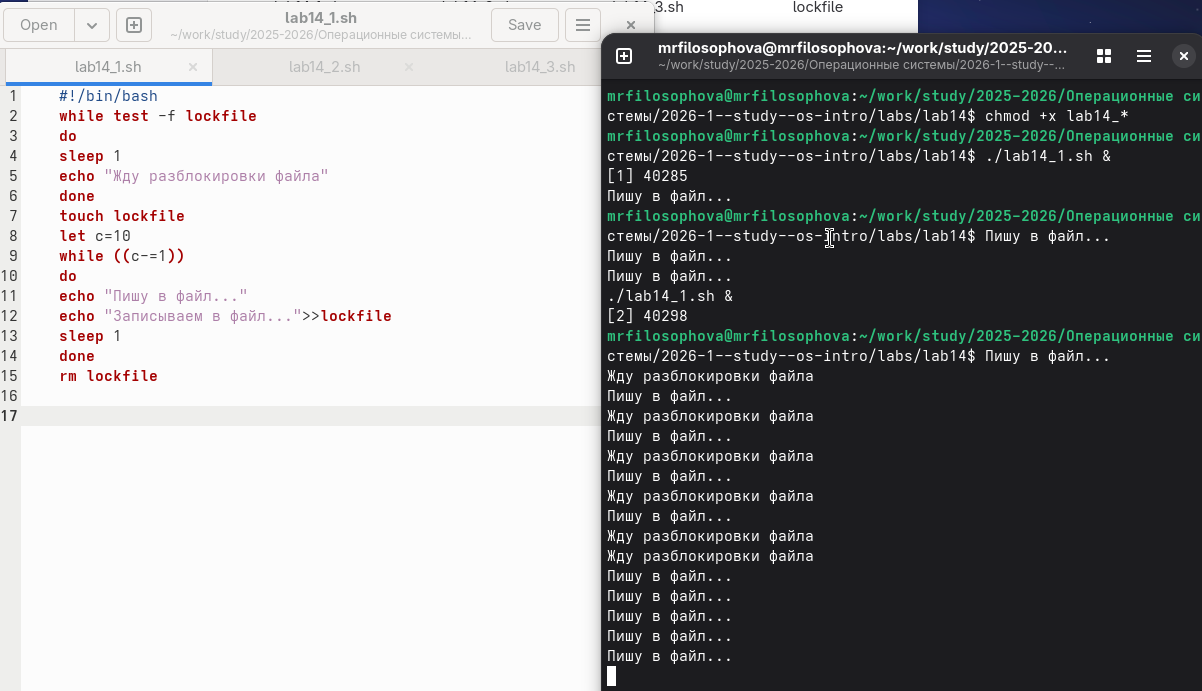 _3.sh
lockfile
Open
lab14_1.sh
~/work/study/2025-2026/Операционные системы...
Save
lab14_1.sh
lab14_2.sh
lab14_3.sh
1 #!/bin/bash
2 while test -f lockfile
3 do
4 sleep 1
5 echo "Жду разблокировки файла"
6 done
7 touch lockfile
8 let c=10
9 while ((c-=1))
10 do
11 echo "Пишу в файл..."
12 echo "Записываем в файл...">>lockfile
13 sleep 1
14 done
15 rm lockfile
16
17
mrfilosophova@mrfilosophova:~/work/study/2025-20...
~/work/study/2025-2026/Операционные системы/2026-1--study--...
mrfilosophova@mrfilosophova:~/work/study/2025-2026/Операционные си
стемы/2026-1--study--os-intro/labs/lab14$ chmod +x lab14_*
mrfilosophova@mrfilosophova:~/work/study/2025-2026/Операционные си
стемы/2026-1--study--os-intro/labs/lab14$ ./lab14_1.sh &
[1] 40285
Пишу в файл...
mrfilosophova@mrfilosophova:~/work/study/2025-2026/Операционные си
стемы/2026-1--study--os-intro/labs/lab14$ Пишу в файл...
Пишу в файл...
Пишу в файл...
./lab14_1.sh &
[2] 40298
mrfilosophova@mrfilosophova:~/work/study/2025-2026/Операционные си
стемы/2026-1--study--os-intro/labs/lab14$ Пишу в файл...
Жду разблокировки файла
Пишу в файл...
Жду разблокировки файла
Пишу в файл...
Жду разблокировки файла
Пишу в файл...
Жду разблокировки файла
Пишу в файл...
Жду разблокировки файла
Жду разблокировки файла
Пишу в файл...
Пишу в файл...
Пишу в файл...
Пишу в файл...
Пишу в файл...